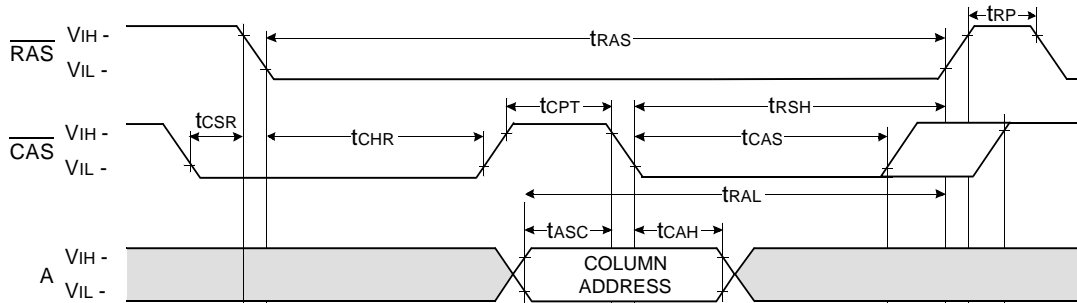 tRP
VIH -
tRAS
RAS
VIL -
tCPT
tRSH
tCSR
VIH -
tCHR
tCAS
CAS
VIL -
tRAL
tASC
tCAH
VIH -
COLUMN
A
ADDRESS
VIL -